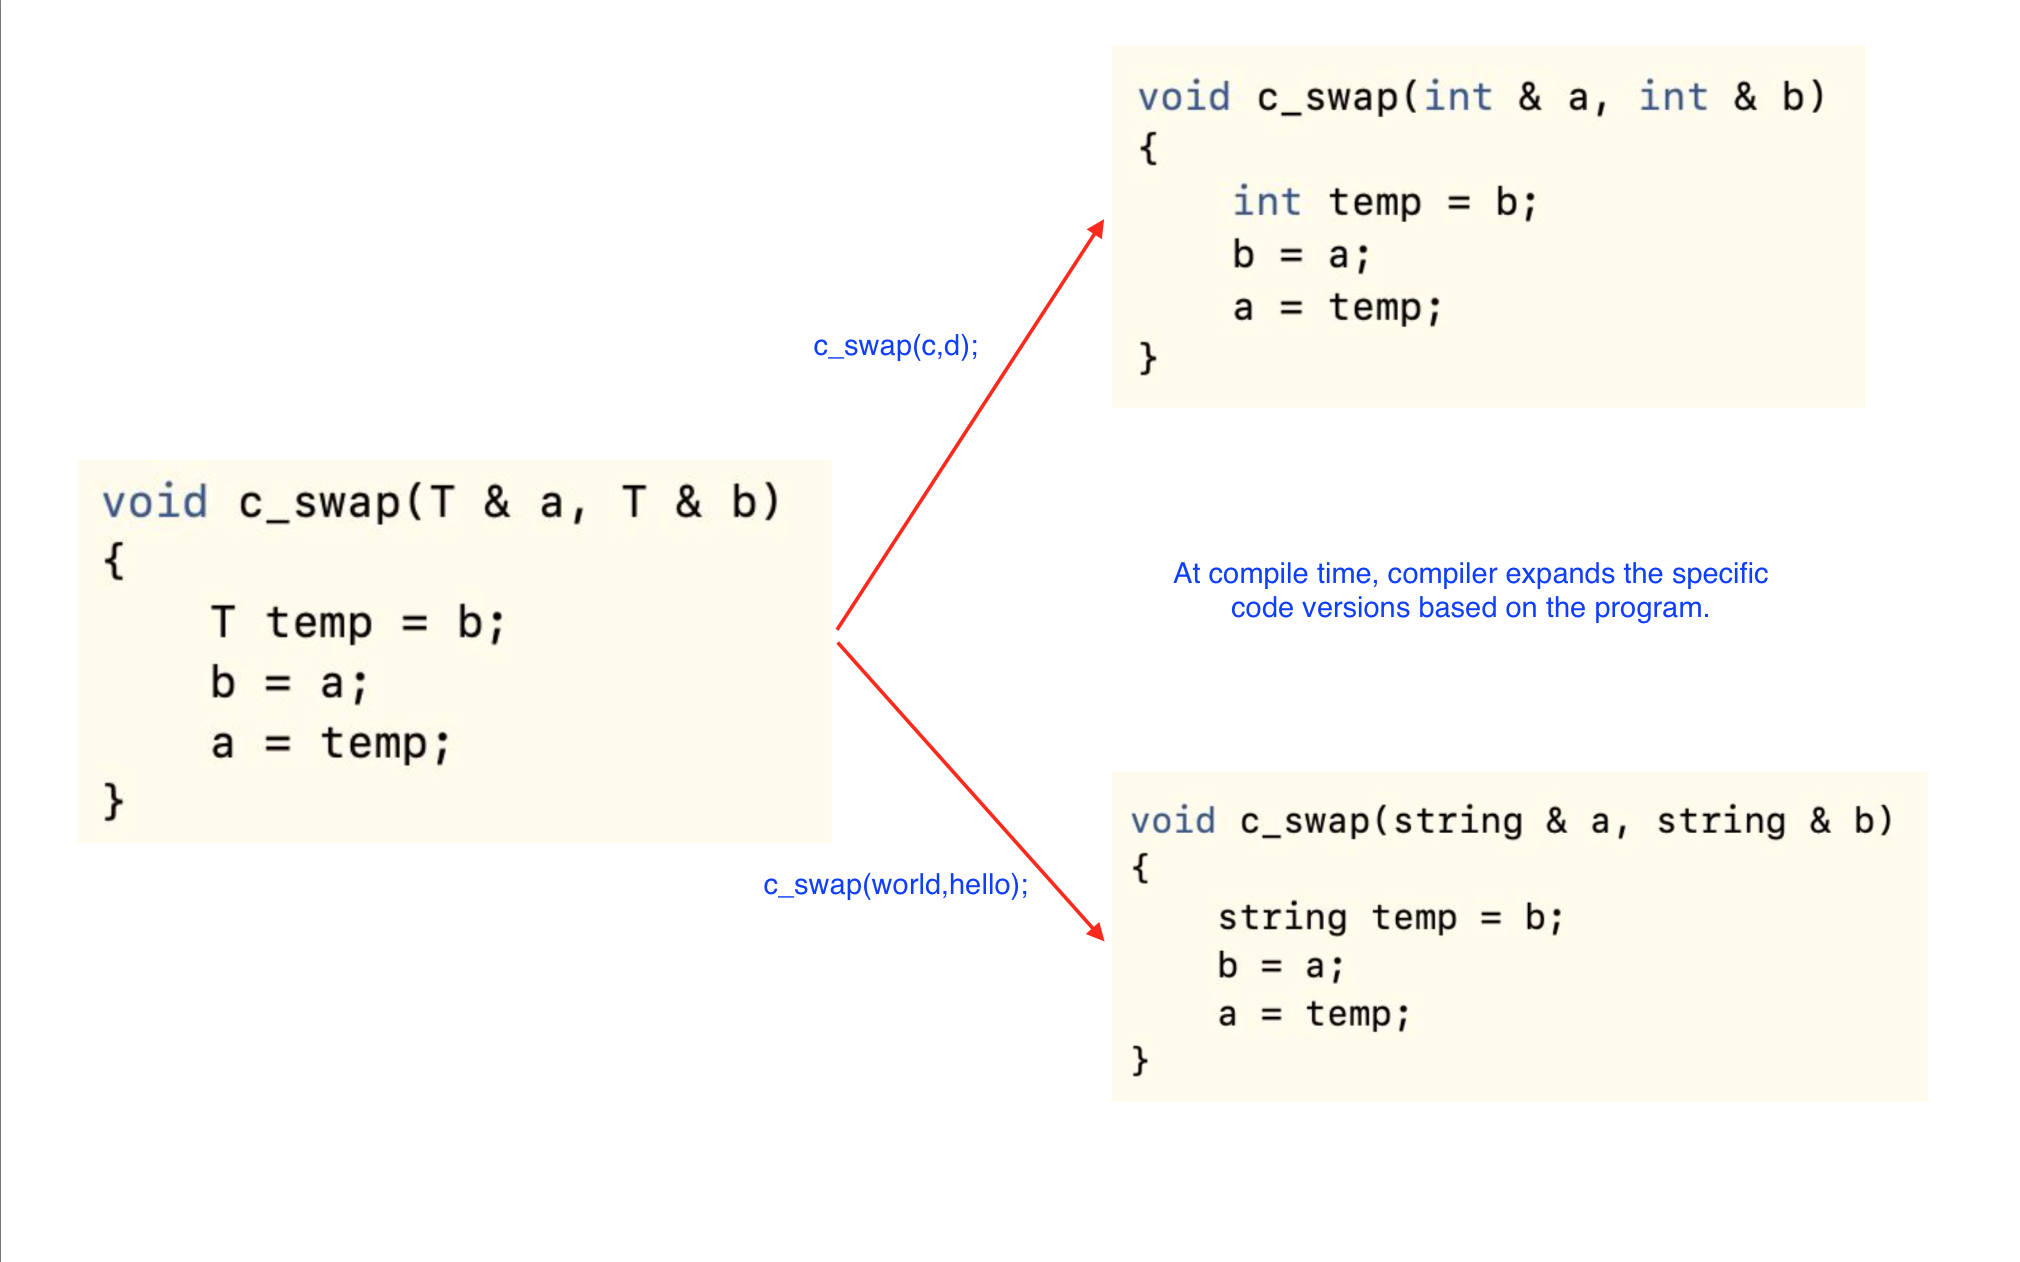 void c_swap(T & a, T & b)
{
    T temp = b;
    b = a;
    a = temp;
}
c_swap(c,d);
c_swap(world,hello);
void c_swap(int & a, int & b)
{
    int temp = b;
    b = a;
    a = temp;
}
At compile time, compiler expands the specific
code versions based on the program.
void c_swap(string & a, string & b)
{
    string temp = b;
    b = a;
    a = temp;
}